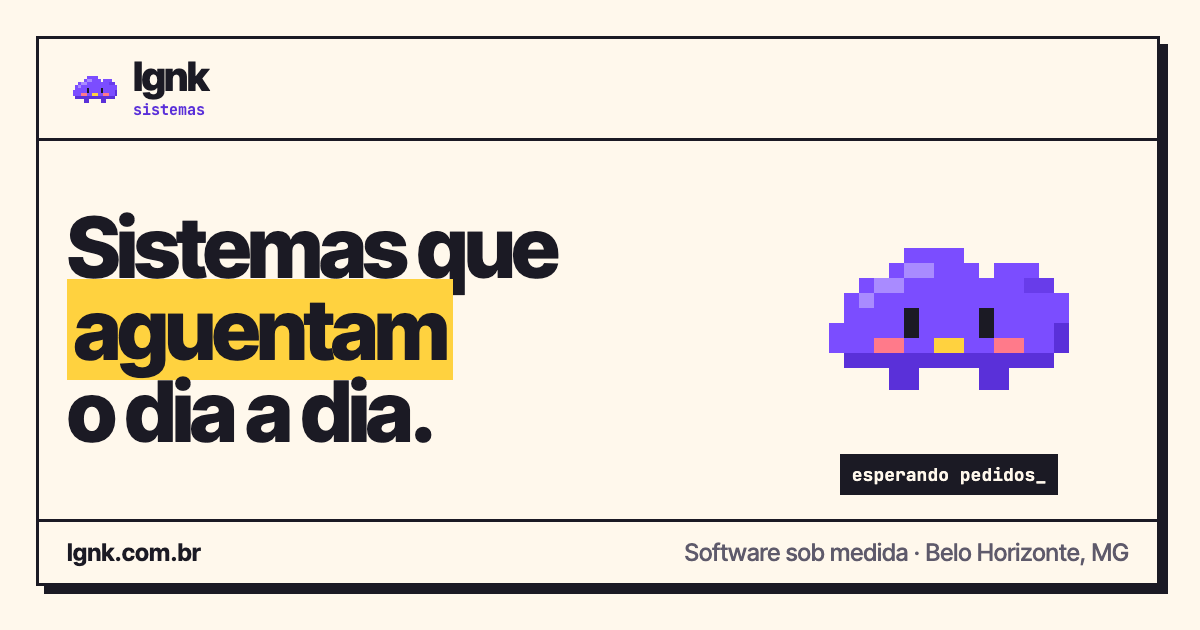 lgnk
sistemas
Sistemas que
aguentam
o dia a dia.
esperando pedidos_
lgnk.com.br
Software sob medida · Belo Horizonte, MG